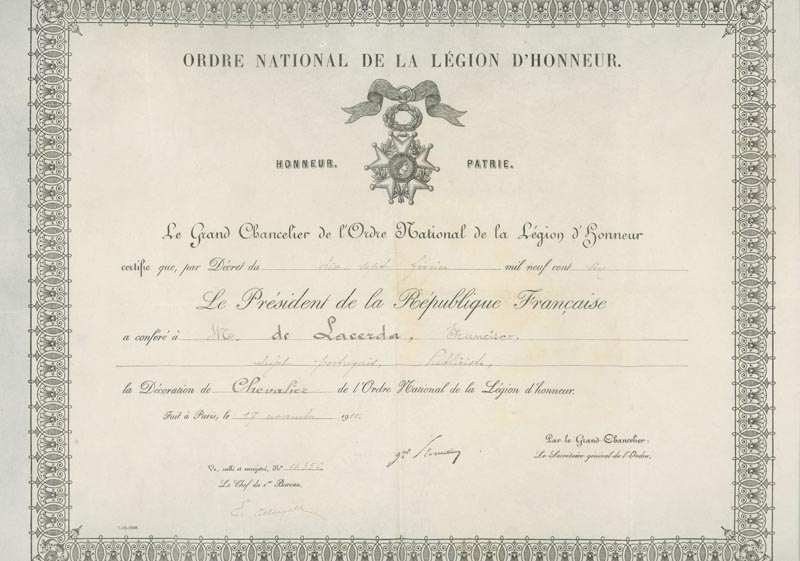 ORDRE NATIONAL DE LA LÉGION D'HONNEUR.
HONNEUR. PATRIE.
Le Grand Chancelier de l'Ordre National de la Légion d'Honneur
certifie que, par Décret du dix sept février mil neuf cent six
Le Président de la République Française
a conféré à M. de Lacerda, Francisco.
sujet portugais, Publiciste,
la Décoration de Chevalier de l'Ordre National de la Légion d'honneur.
Fait à Paris, le 17 novembre 1911.
Par le Grand Chancelier:
Le Secrétaire général de l'Ordre,
Vu, scellé et enregistré, N°
Le Chef du 1er Bureau,